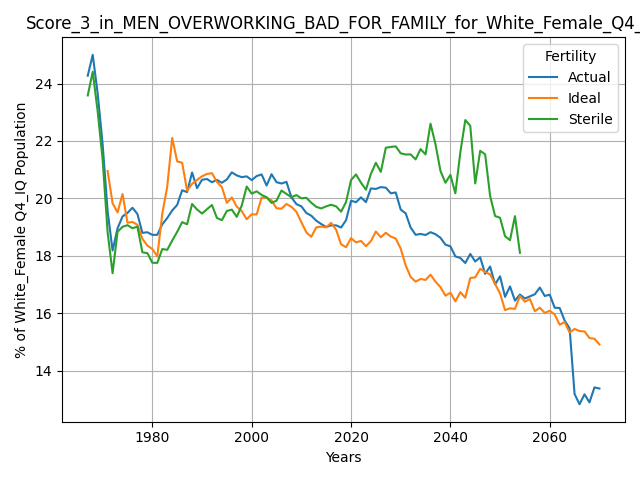 Score_3_in_MEN_OVERWORKING_BAD_FOR_FAMILY_for_White_Female_Q4_
Fertility
Actual
Ideal
Sterile
% of White_Female Q4_IQ Population
24
22
20
18
16
14
1980
2000
2020
2040
2060
Years